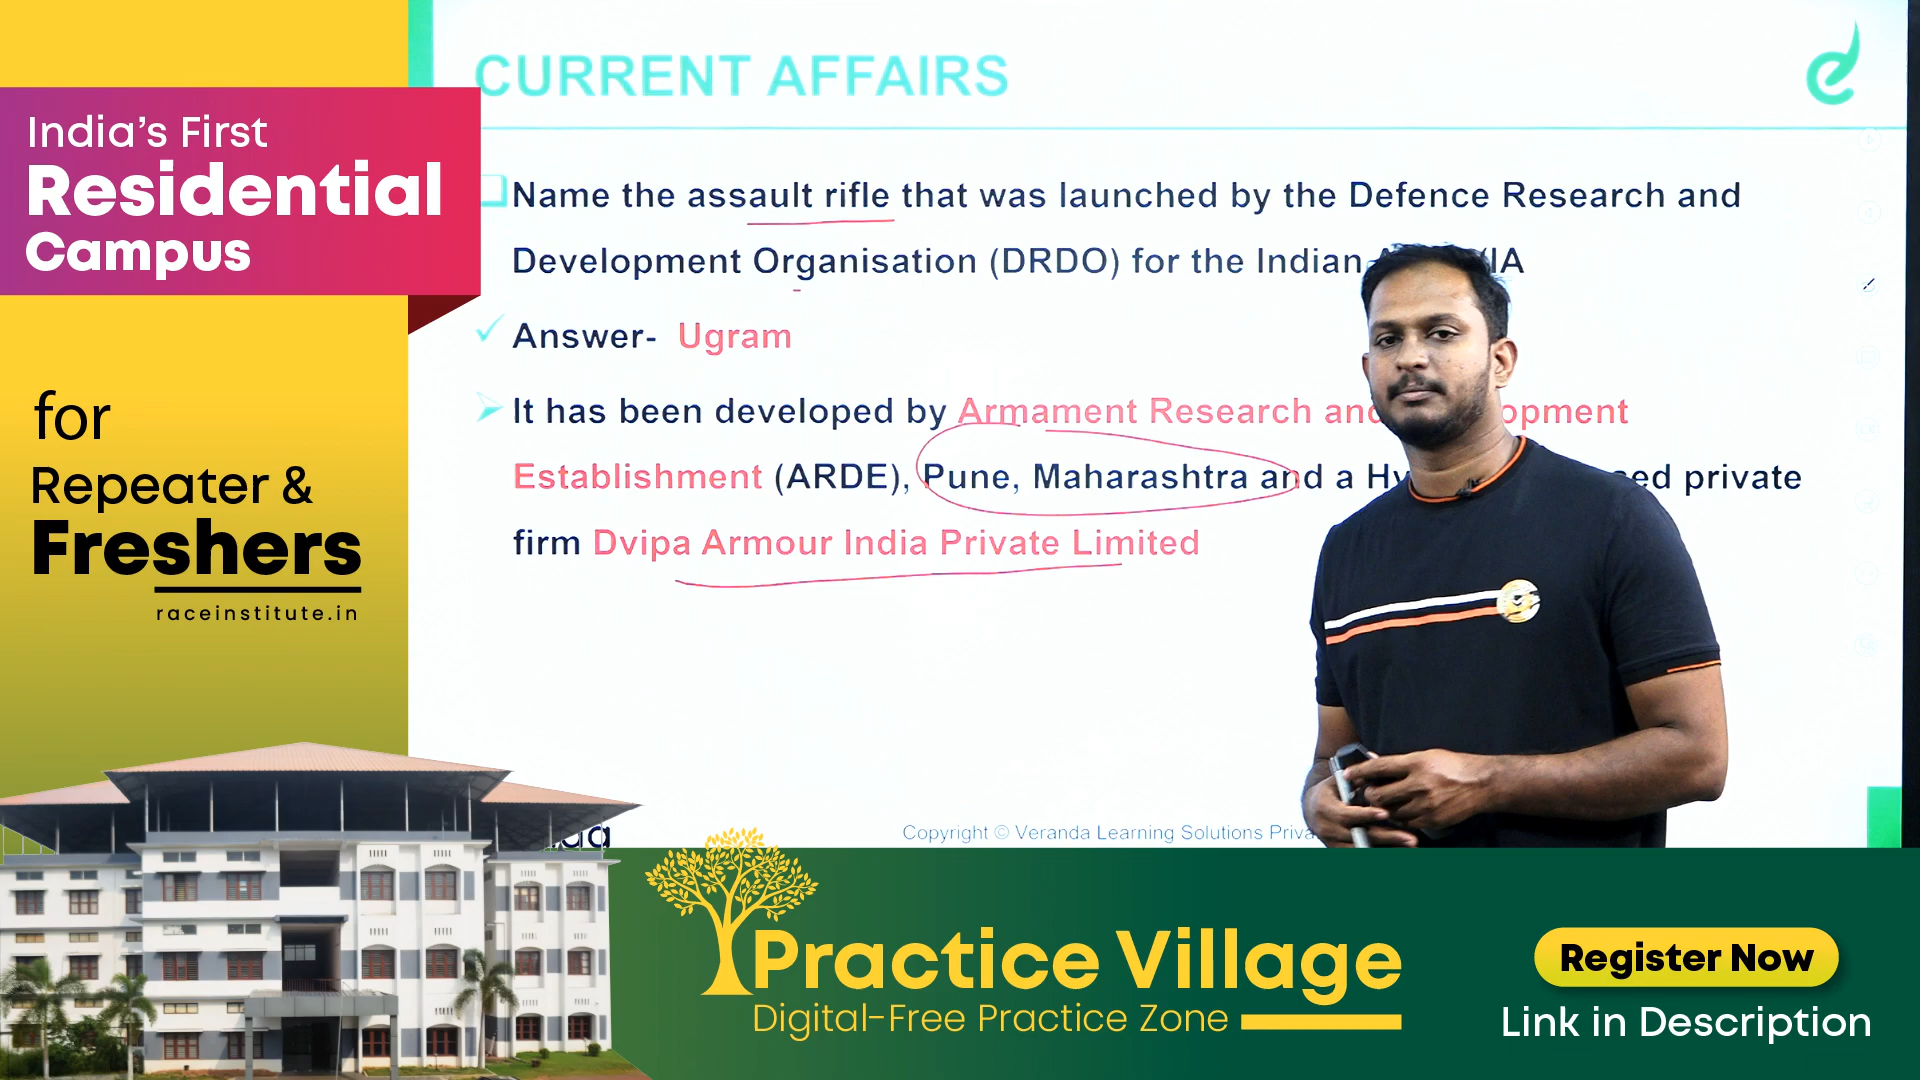 India's First
Residential
Campus
for
Repeater &
Freshers
raceinstitute.in
CURRENT AFFAIRS
Name the assault rifle that was launched by the Defence Research and
Development Organisation (DRDO) for the Indian
Answer- Ugram
It has been developed by Armament Research and
Establishment (ARDE), Pune, Maharashtra and a private
firm Dvipa Armour India Private Limited
Copyright © Veranda Learning Solutions
Practice Village
Digital-Free Practice Zone
Register Now
Link in Description